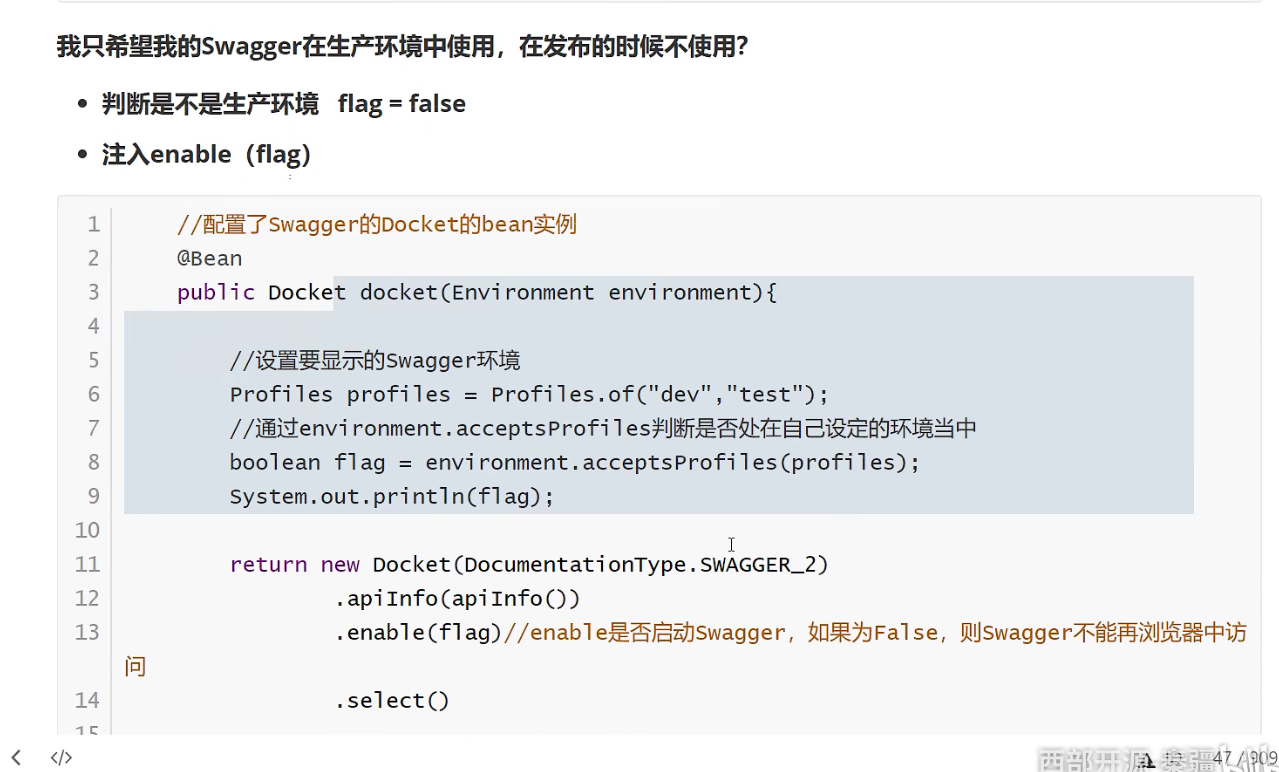 我只希望我的Swagger在生产环境中使用，在发布的时候不使用？
• 判断是不是生产环境 flag = false
• 注入enable（flag）
1 //配置了Swagger的Docket的bean实例
2 @Bean
3 public Docket docket(Environment environment){
4
5 //设置要显示的Swagger环境
6 Profiles profiles = Profiles.of("dev","test");
7 //通过environment.acceptsProfiles判断是否处在自己设定的环境当中
8 boolean flag = environment.acceptsProfiles(profiles);
9 System.out.println(flag);
10
11 return new Docket(DocumentationType.SWAGGER_2)
12 .apiInfo(apiInfo())
13 .enable(flag)//enable是否启动Swagger，如果为False，则Swagger不能再浏览器中访
问
14 .select()
15
</>
47 / 909